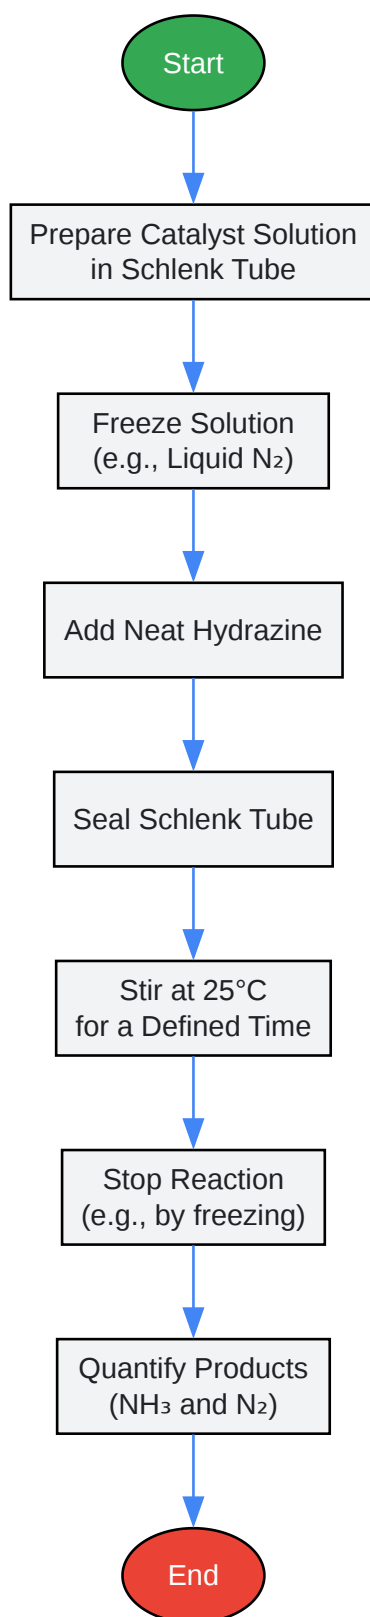 Start
Prepare Catalyst Solution
in Schlenk Tube
Freeze Solution
(e.g., Liquid N₂)
Add Neat Hydrazine
Seal Schlenk Tube
Stir at 25°C
for a Defined Time
Stop Reaction
(e.g., by freezing)
Quantify Products
(NH₃ and N₂)
End